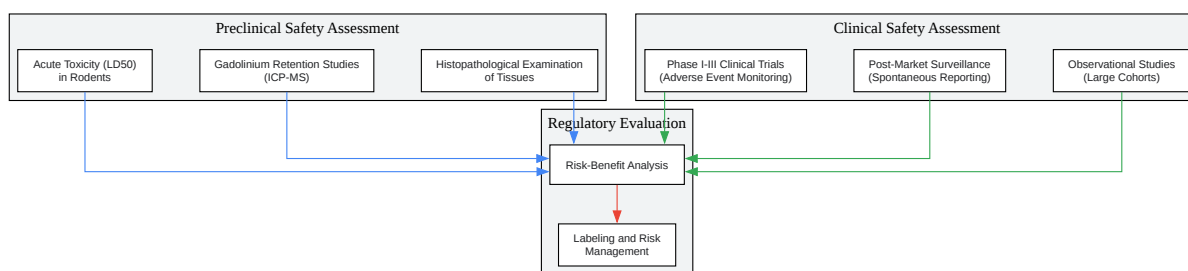 Preclinical Safety Assessment
Clinical Safety Assessment
Acute Toxicity (LD50)
in Rodents
Gadolinium Retention Studies
(ICP-MS)
Histopathological Examination
of Tissues
Phase I-III Clinical Trials
(Adverse Event Monitoring)
Post-Market Surveillance
(Spontaneous Reporting)
Observational Studies
(Large Cohorts)
Regulatory Evaluation
Risk-Benefit Analysis
Labeling and Risk
Management